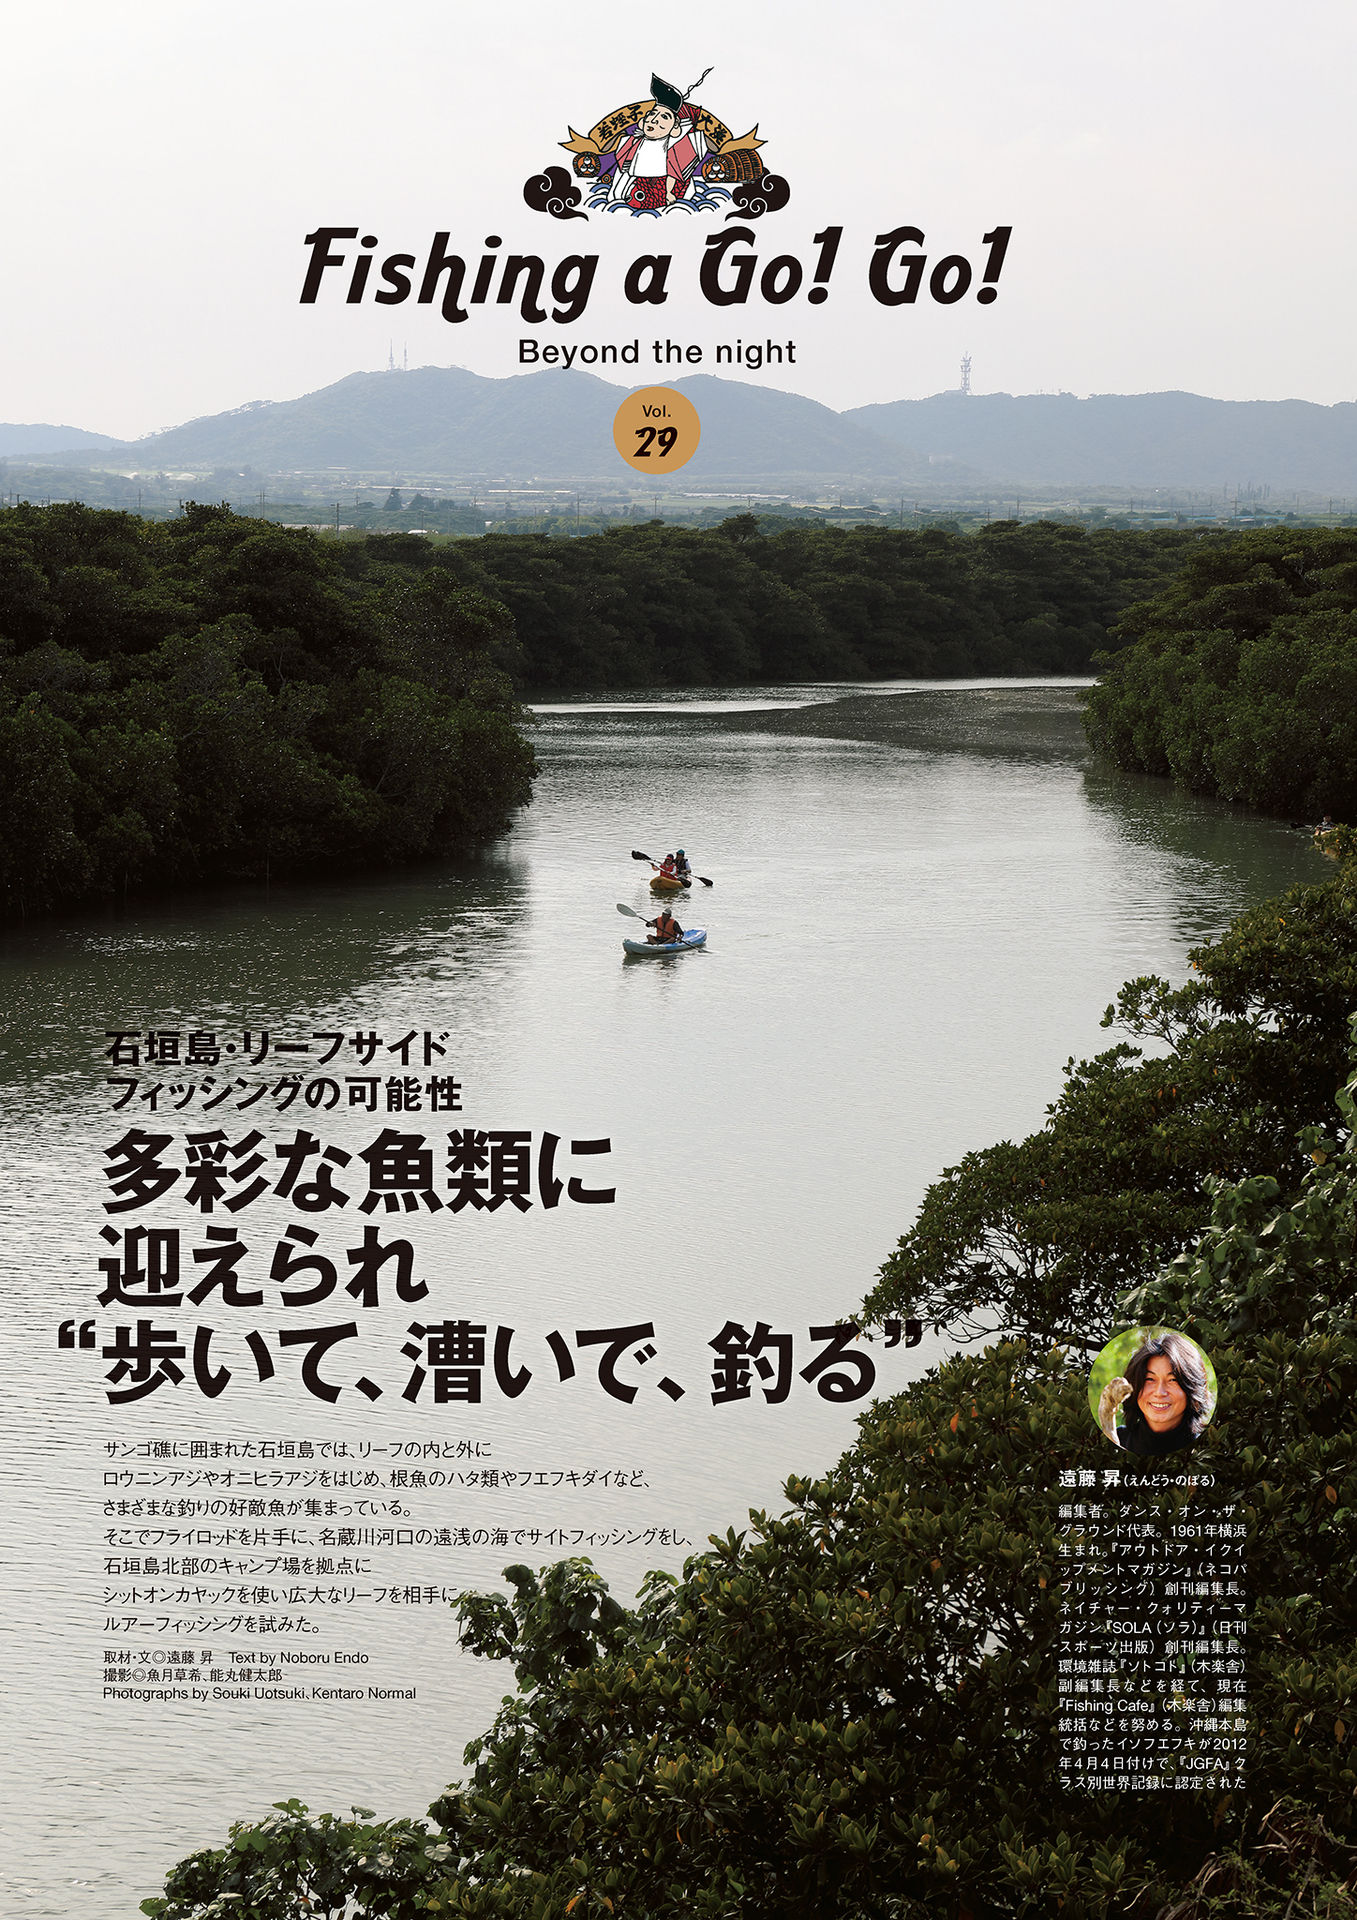 若蛭子 大漁
Fishing a Go! Go!
Beyond the night
Vol.
29
石垣島・リーフサイド
フィッシングの可能性
多彩な魚類に
迎えられ
“歩いて、漕いで、釣る”
サンゴ礁に囲まれた石垣島では、リーフの内と外に
ロウニンアジやオニヒラアジをはじめ、根魚のハタ類やフエフキダイなど、
さまざまな釣りの好敵魚が集まっている。
そこでフライロッドを片手に、名蔵川河口の遠浅の海でサイトフィッシングをし、
石垣島北部のキャンプ場を拠点に
シットオンカヤックを使い広大なリーフを相手に
ルアーフィッシングを試みた。
取材・文◎遠藤 昇　Text by Noboru Endo
撮影◎魚月草希、能丸健太郎
Photographs by Souki Uotsuki、Kentaro Normal
遠藤 昇（えんどう・のぼる）
編集者。ダンス・オン・ザ・
グラウンド代表。1961年横浜
生まれ。『アウトドア・イクイ
ップメントマガジン』（ネコパ
ブリッシング）創刊編集長。
ネイチャー・クォリティーマ
ガジン『SOLA（ソラ）』（日刊
スポーツ出版）創刊編集長。
環境雑誌『ソトコト』（木楽舎）
副編集長などを経て、現在
『Fishing Cafe』（木楽舎）編集
統括などを努める。沖縄本島
で釣ったイソフエフキが2012
年4月4日付けで、『JGFA』ク
ラス別世界記録に認定された